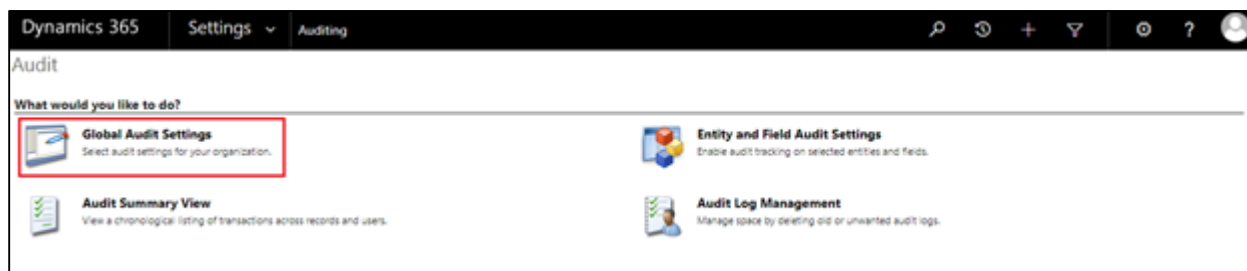 Dynamics 365 Settings Auditing
?
Audit
What would you like to do?
Global Audit Settings
Select audit settings for your organization.
Entity and Field Audit Settings
Enable audit tracking on selected entities and fields.
Audit Summary View
View a chronological listing of transactions across records and users.
Audit Log Management
Manage space by deleting old or unwanted audit logs.